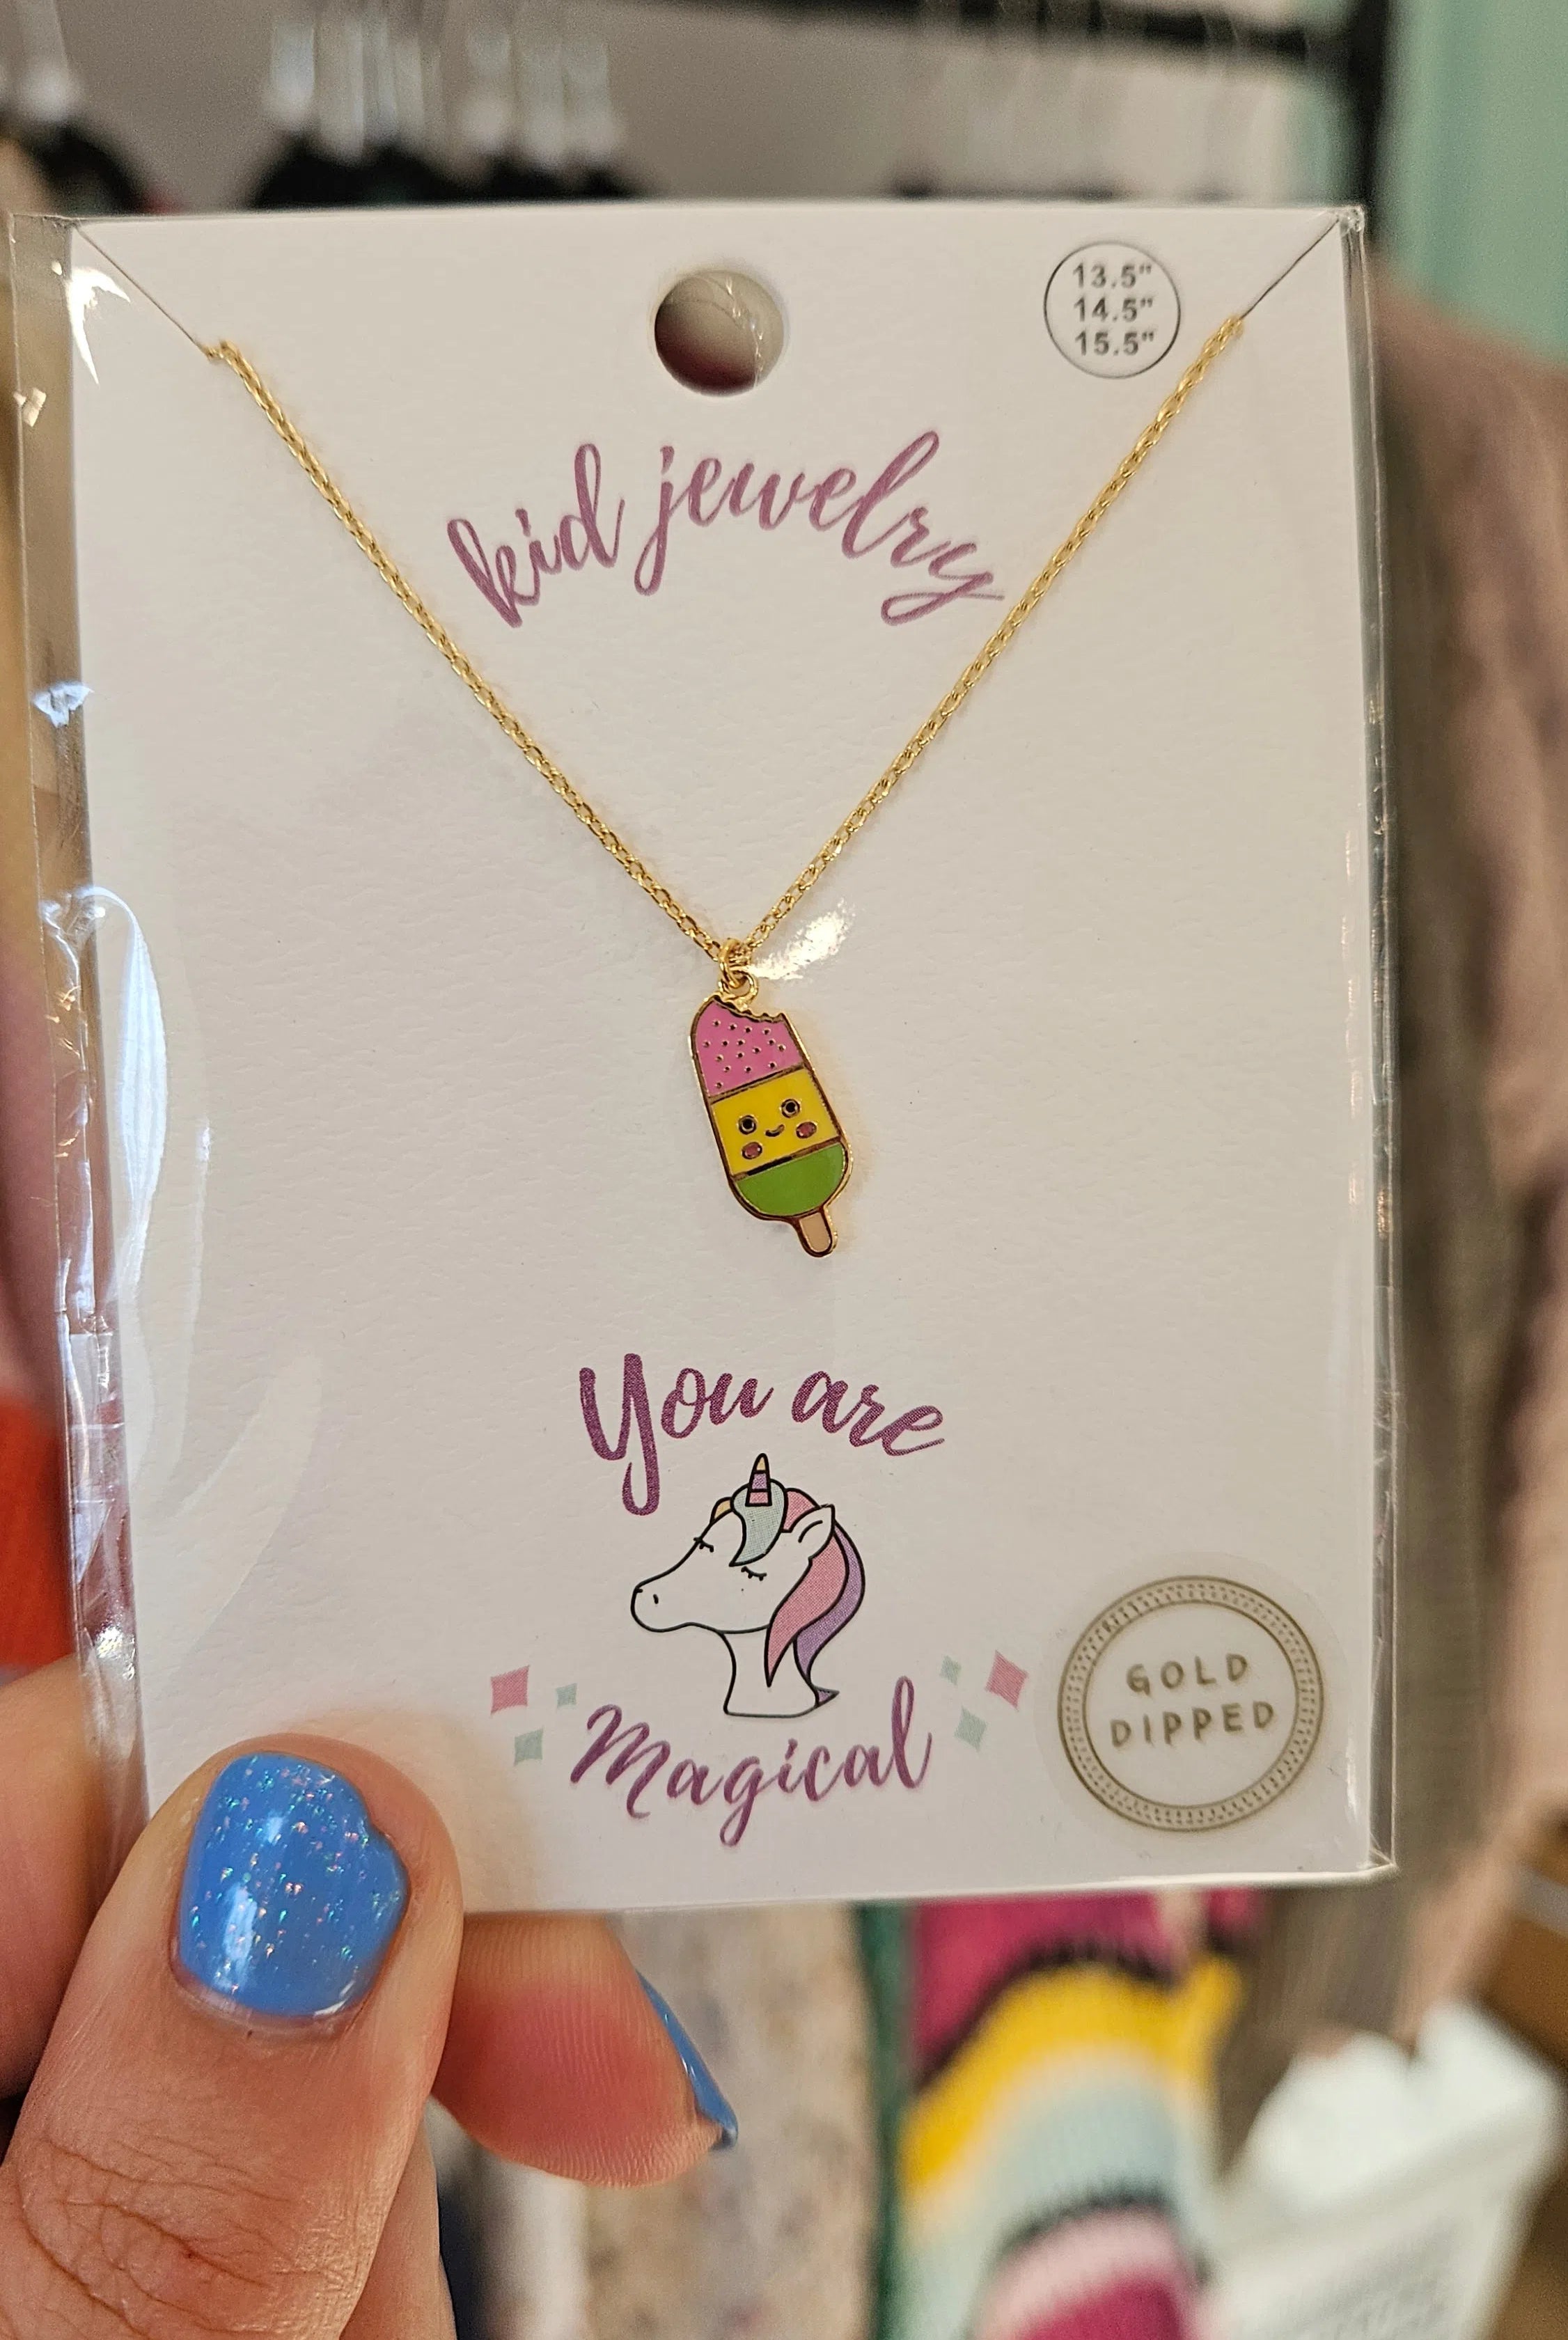 13.5"
14.5"
15.5"
kid jewelry
You are
Magical
GOLD
DIPPED